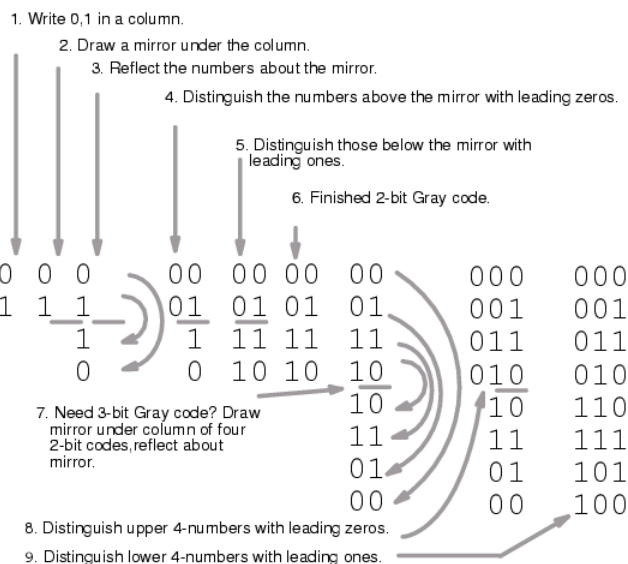 1. Write 0,1 in a column.
2. Draw a mirror under the column.
3. Reflect the numbers about the mirror.
4. Distinguish the numbers above the mirror with leading zeros.
5. Distinguish those below the mirror with
leading ones.
6. Finished 2-bit Gray code.
0 0 0 00 00 00 00 000 000
1 1 1 01 01 01 01 001 001
1 1 11 11 11 011 011
0 0 10 10 10 010 010
10 10 110
11 11 111
01 01 101
00 00 100
7. Need 3-bit Gray code? Draw
mirror under column of four
2-bit codes,reflect about
mirror.
8. Distinguish upper 4-numbers with leading zeros.
9. Distinguish lower 4-numbers with leading ones.